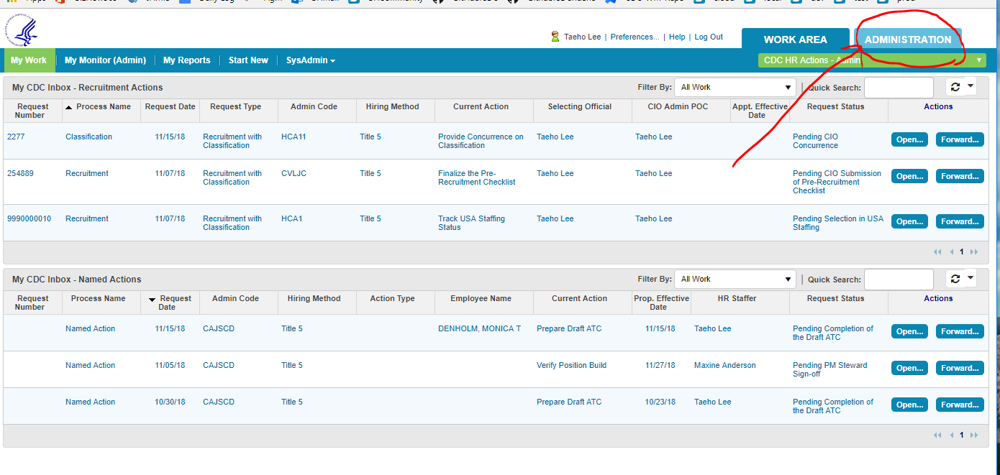 Taeho Lee | Preferences... | Help | Log Out
WORK AREA
ADMINISTRATION
My Work
My Monitor (Admin)
My Reports
Start New
SysAdmin
CDC HR Actions - Admin
My CDC Inbox - Recruitment Actions
Filter By: All Work
Quick Search:
Request Number
Process Name
Request Date
Request Type
Admin Code
Hiring Method
Current Action
Selecting Official
CIO Admin POC
Appt. Effective Date
Request Status
Actions
2277 Classification 11/15/18 Recruitment with Classification HCA11 Title 5 Provide Concurrence on Classification Taeho Lee Taeho Lee Pending CIO Concurrence Open... Forward...
254889 Recruitment 11/07/18 Recruitment with Classification CVLJC Title 5 Finalize the Pre-Recruitment Checklist Taeho Lee Taeho Lee Pending CIO Submission of Pre-Recruitment Checklist Open... Forward...
9990000010 Recruitment 11/07/18 Recruitment with Classification HCA1 Title 5 Track USA Staffing Status Taeho Lee Taeho Lee Pending Selection in USA Staffing Open... Forward...
1
My CDC Inbox - Named Actions
Filter By: All Work
Quick Search:
Request Number
Process Name
Request Date
Admin Code
Hiring Method
Action Type
Employee Name
Current Action
Prop. Effective Date
HR Staffer
Request Status
Actions
Named Action 11/15/18 CAJSCD Title 5 DENHOLM, MONICA T Prepare Draft ATC 11/15/18 Taeho Lee Pending Completion of the Draft ATC Open... Forward...
Named Action 11/05/18 CAJSCD Title 5 Verify Position Build 11/27/18 Maxine Anderson Pending PM Steward Sign-off Open... Forward...
Named Action 10/30/18 CAJSCD Title 5 Prepare Draft ATC 10/23/18 Taeho Lee Pending Completion of the Draft ATC Open... Forward...
1